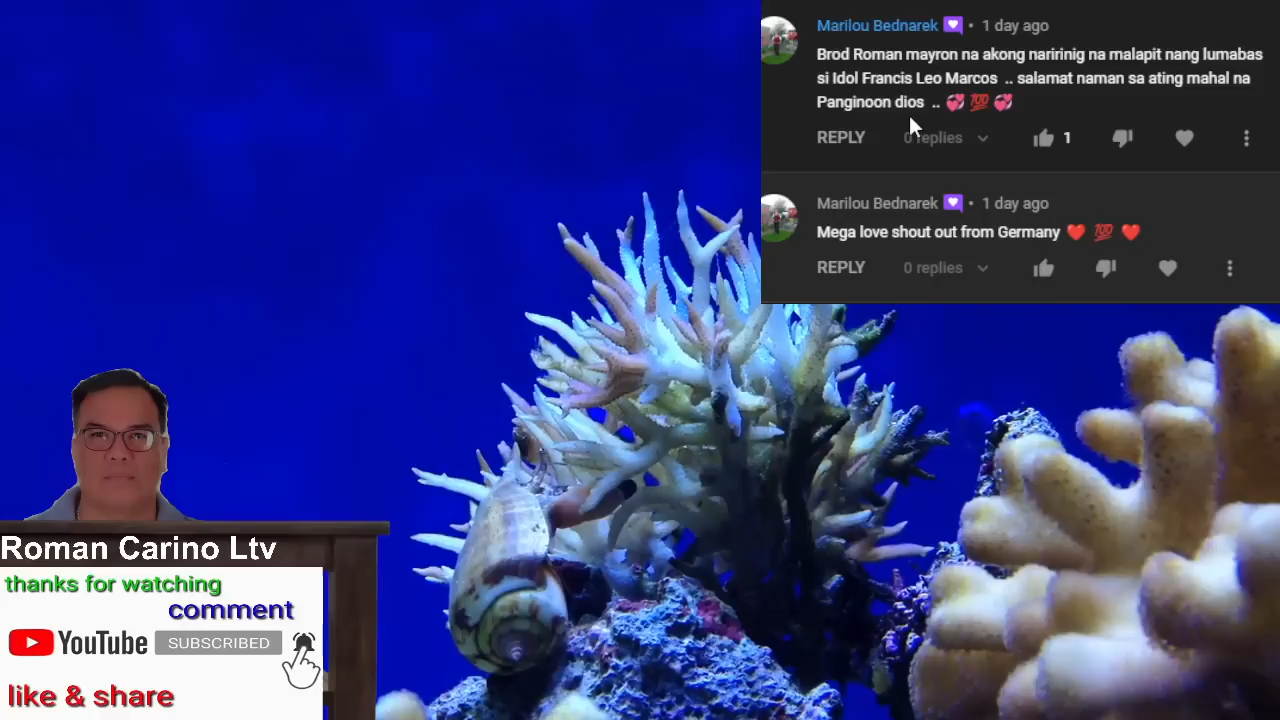 Marilou Bednarek • 1 day ago
Brod Roman mayron na akong naririnig na malapit nang lumabas
si Idol Francis Leo Marcos .. salamat naman sa ating mahal na
Panginoon dios .. 💞 💯 💞
REPLY 0 replies 1
Marilou Bednarek • 1 day ago
Mega love shout out from Germany ❤️ 💯 ❤️
REPLY 0 replies
Roman Carino Ltv
thanks for watching
comment
YouTube SUBSCRIBED
like & share